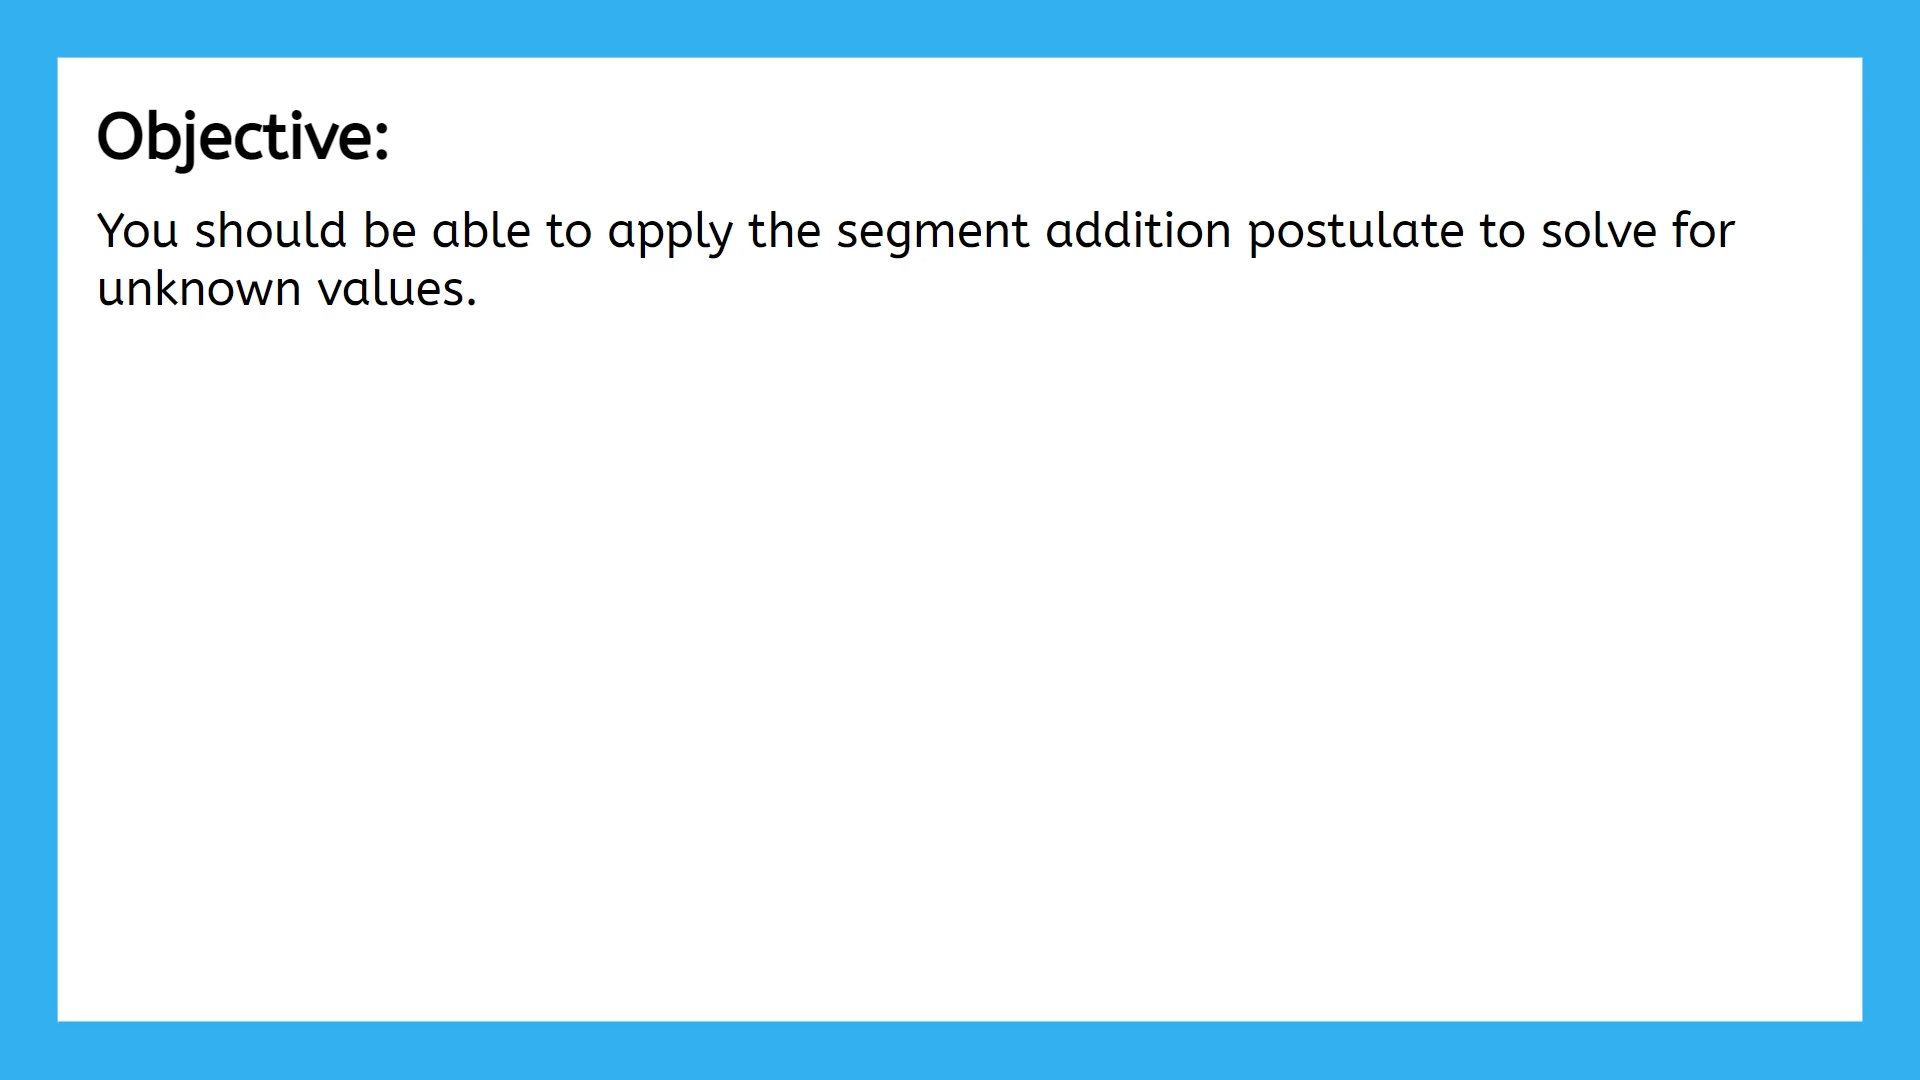 Objective:
You should be able to apply the segment addition postulate to solve for
unknown values.